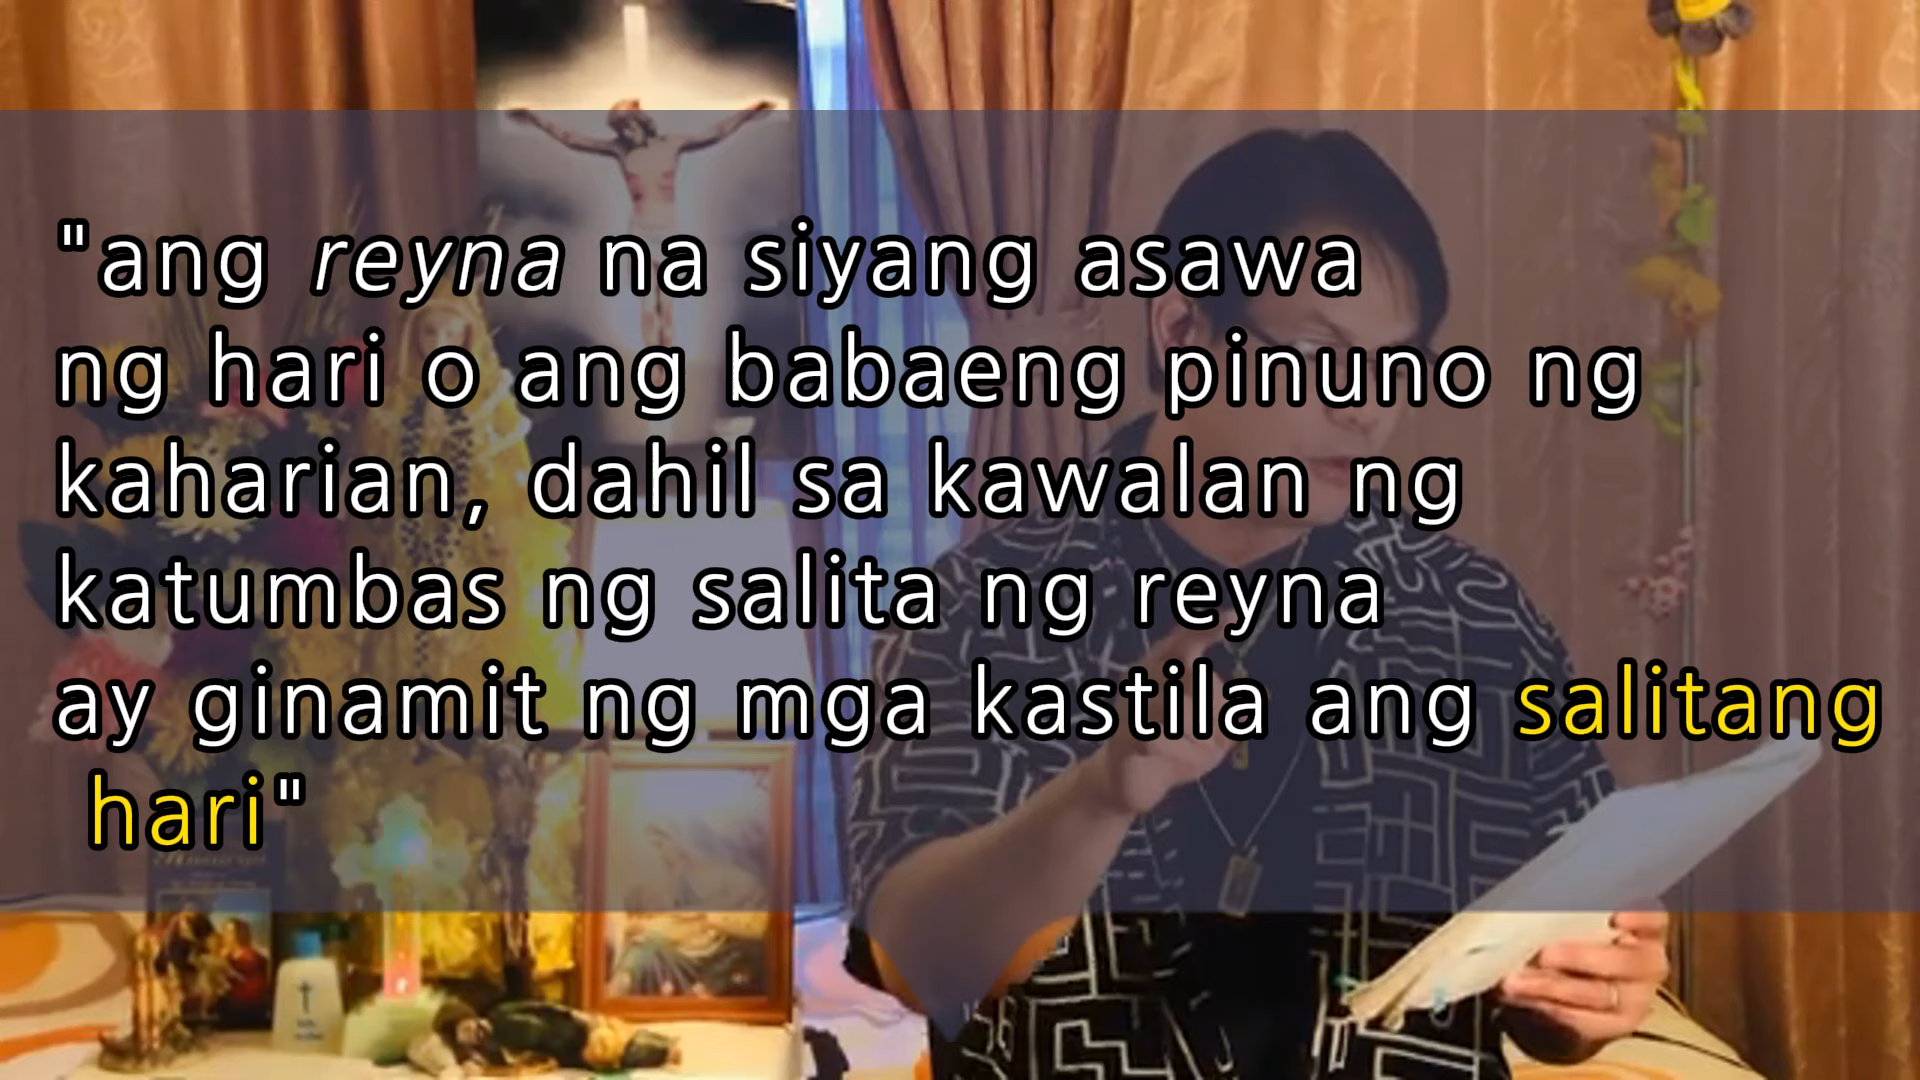 "ang reyna na siyang asawa
ng hari o ang babaeng pinuno ng
kaharian, dahil sa kawalan ng
katumbas ng salita ng reyna
ay ginamit ng mga kastila ang salitang
hari"